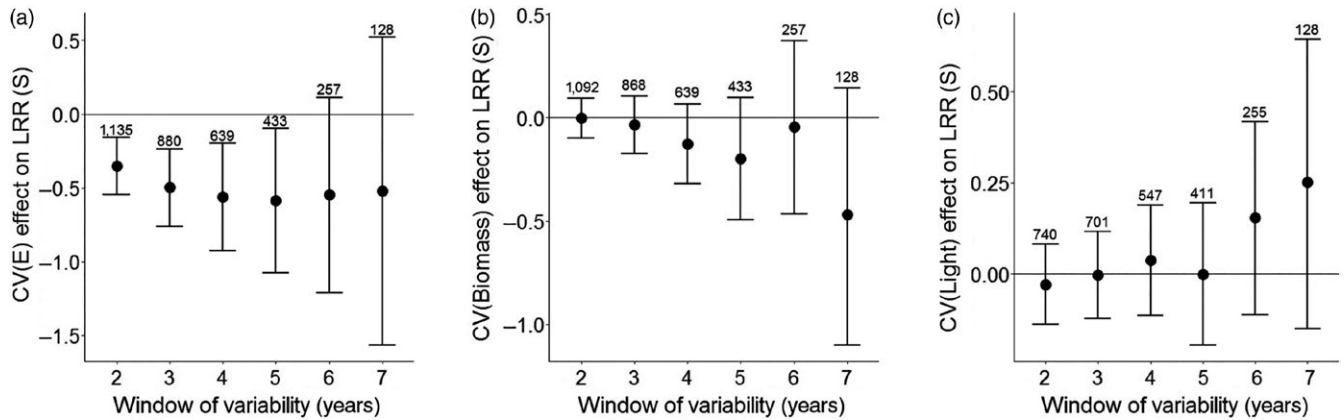 (a)
CV(E) effect on LRR (S)
0.5
0.0
−0.5
−1.0
−1.5
1,135
880
639
433
257
128
2 3 4 5 6 7
Window of variability (years)
(b)
CV(Biomass) effect on LRR (S)
0.5
0.0
−0.5
−1.0
1,092
868
639
433
257
128
2 3 4 5 6 7
Window of variability (years)
(c)
CV(Light) effect on LRR (S)
0.50
0.25
0.00
740
701
547
411
255
128
2 3 4 5 6 7
Window of variability (years)